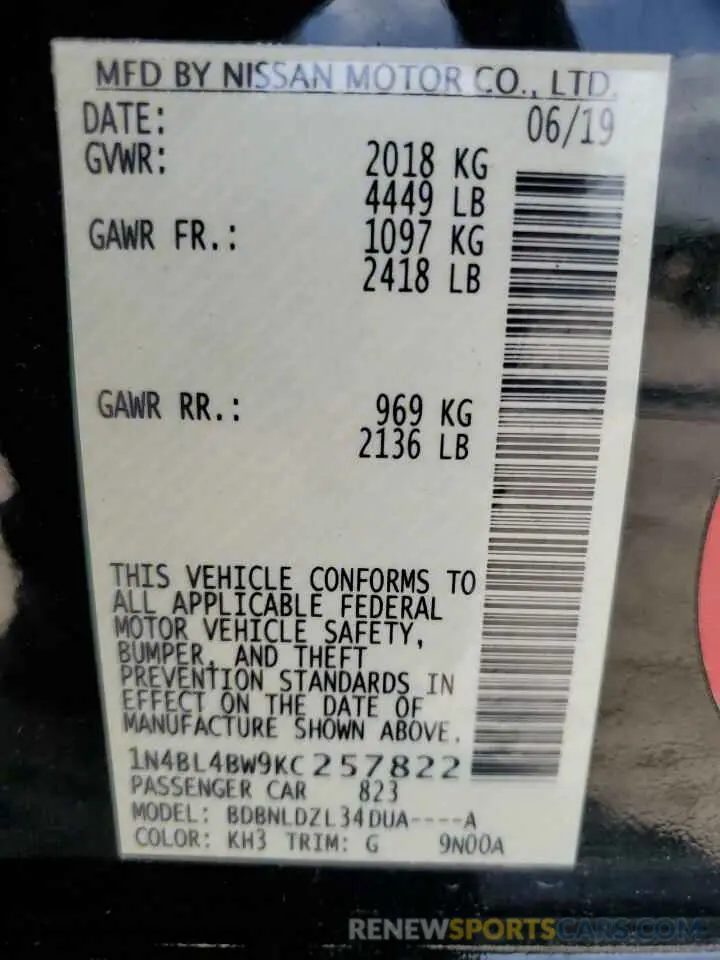 MFD BY NISSAN MOTOR CO., LTD.
DATE: 06/19
GVWR: 2018 KG
4449 LB
GAWR FR.: 1097 KG
2418 LB
GAWR RR.: 969 KG
2136 LB
THIS VEHICLE CONFORMS TO
ALL APPLICABLE FEDERAL
MOTOR VEHICLE SAFETY,
BUMPER, AND THEFT
PREVENTION STANDARDS IN
EFFECT ON THE DATE OF
MANUFACTURE SHOWN ABOVE.
1N4BL4BW9KC257822
PASSENGER CAR 823
MODEL: BDBNLDZL34DUA----A
COLOR: KH3 TRIM: G 9N00A
RENEWSPORTSCARS.COM